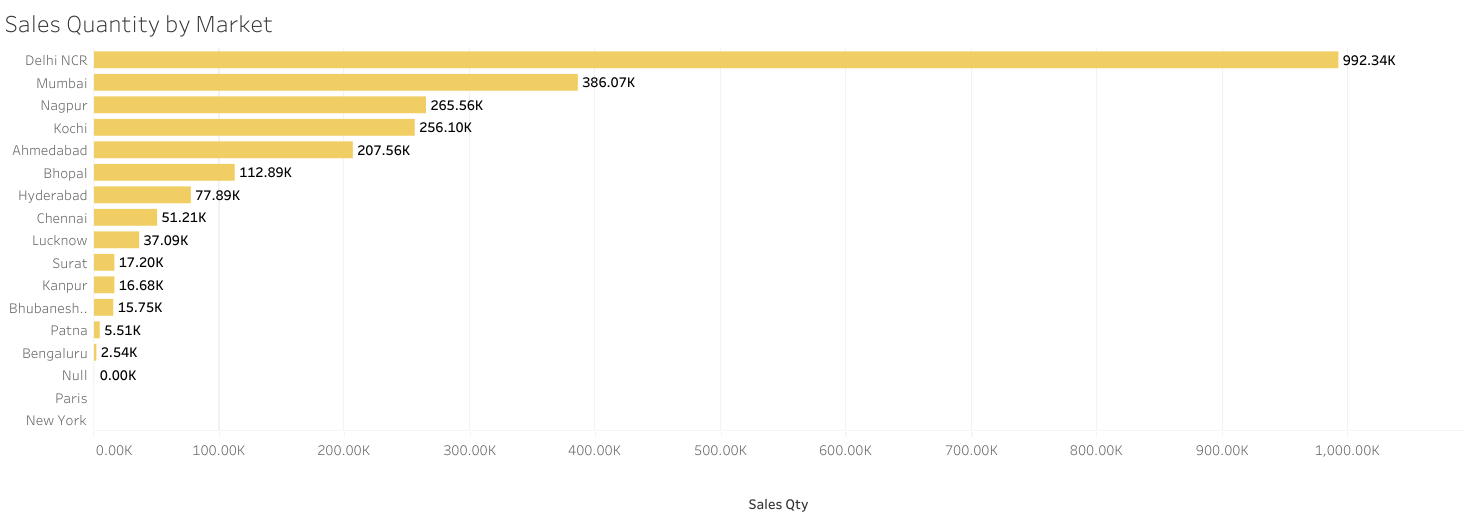 Sales Quantity by Market
Delhi NCR 992.34K
Mumbai 386.07K
Nagpur 265.56K
Kochi 256.10K
Ahmedabad 207.56K
Bhopal 112.89K
Hyderabad 77.89K
Chennai 51.21K
Lucknow 37.09K
Surat 17.20K
Kanpur 16.68K
Bhubanesh.. 15.75K
Patna 5.51K
Bengaluru 2.54K
Null 0.00K
Paris
New York
0.00K 100.00K 200.00K 300.00K 400.00K 500.00K 600.00K 700.00K 800.00K 900.00K 1,000.00K
Sales Qty